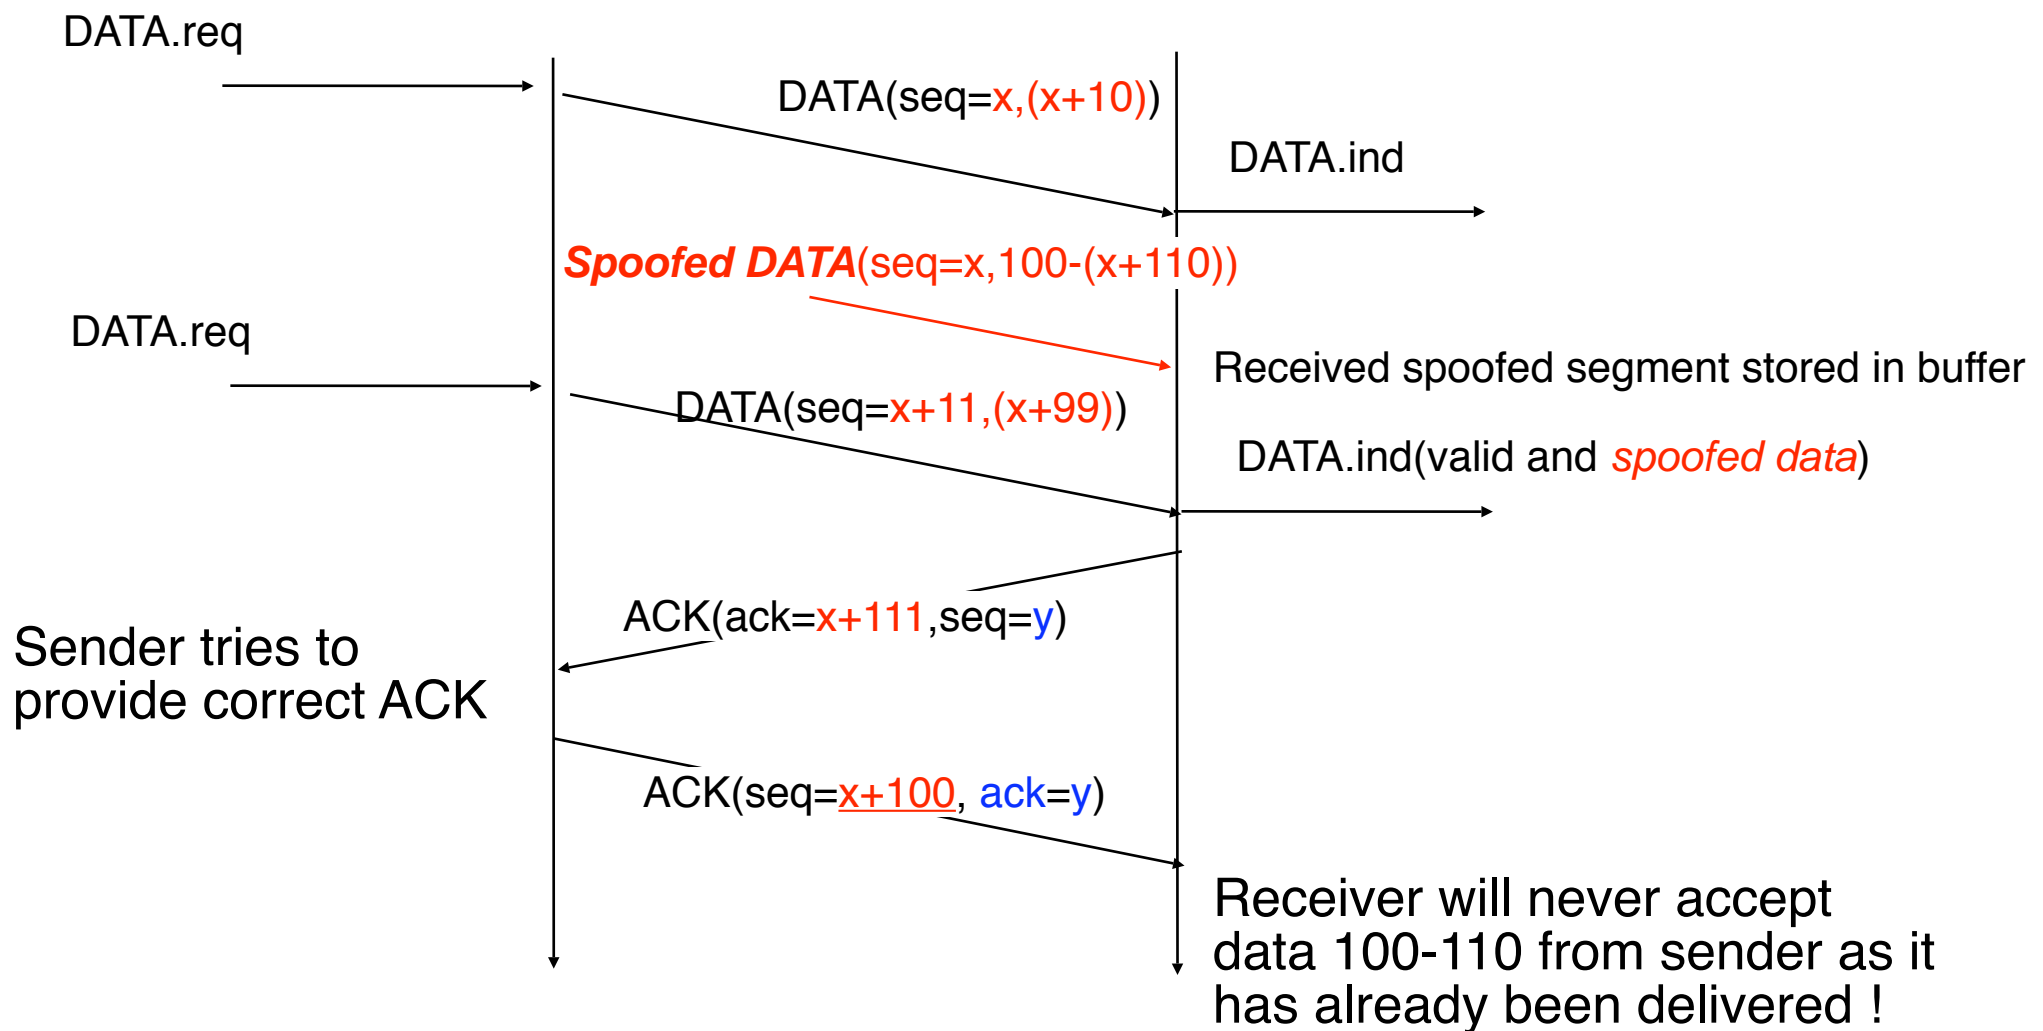 DATA.req
DATA(seq=x,(x+10))
DATA.ind
Spoofed DATA(seq=x,100-(x+110))
DATA.req
Received spoofed segment stored in buffer
DATA(seq=x+11,(x+99))
DATA.ind(valid and spoofed data)
ACK(ack=x+111,seq=y)
Sender tries to
provide correct ACK
ACK(seq=x+100, ack=y)
Receiver will never accept
data 100-110 from sender as it
has already been delivered !